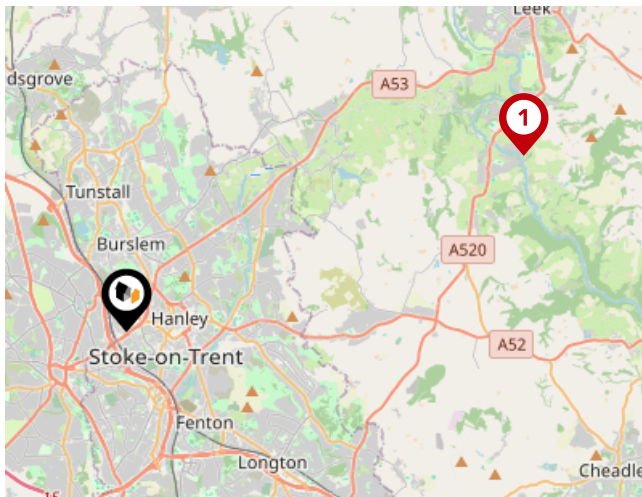 Leek
dsgrove
A53
1
Tunstall
Burslem
A520
Hanley
Stoke-on-Trent
A52
Fenton
Longton
Cheadle